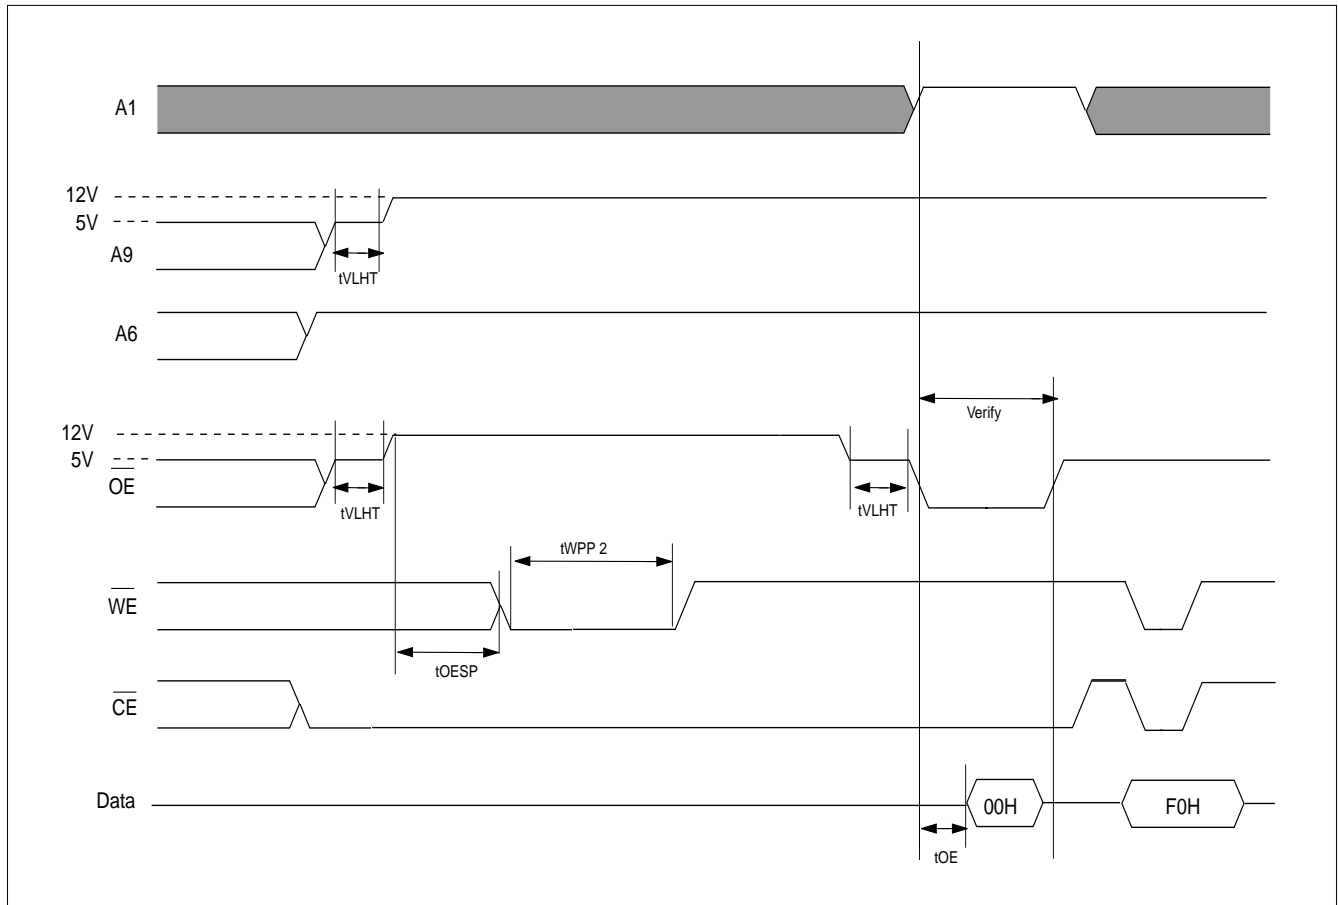 A1
12V
5V
A9
tVLHT
A6
Verify
12V
5V
OE
tVLHT
tVLHT
tWPP 2
WE
tOESP
CE
Data
00H
F0H
tOE